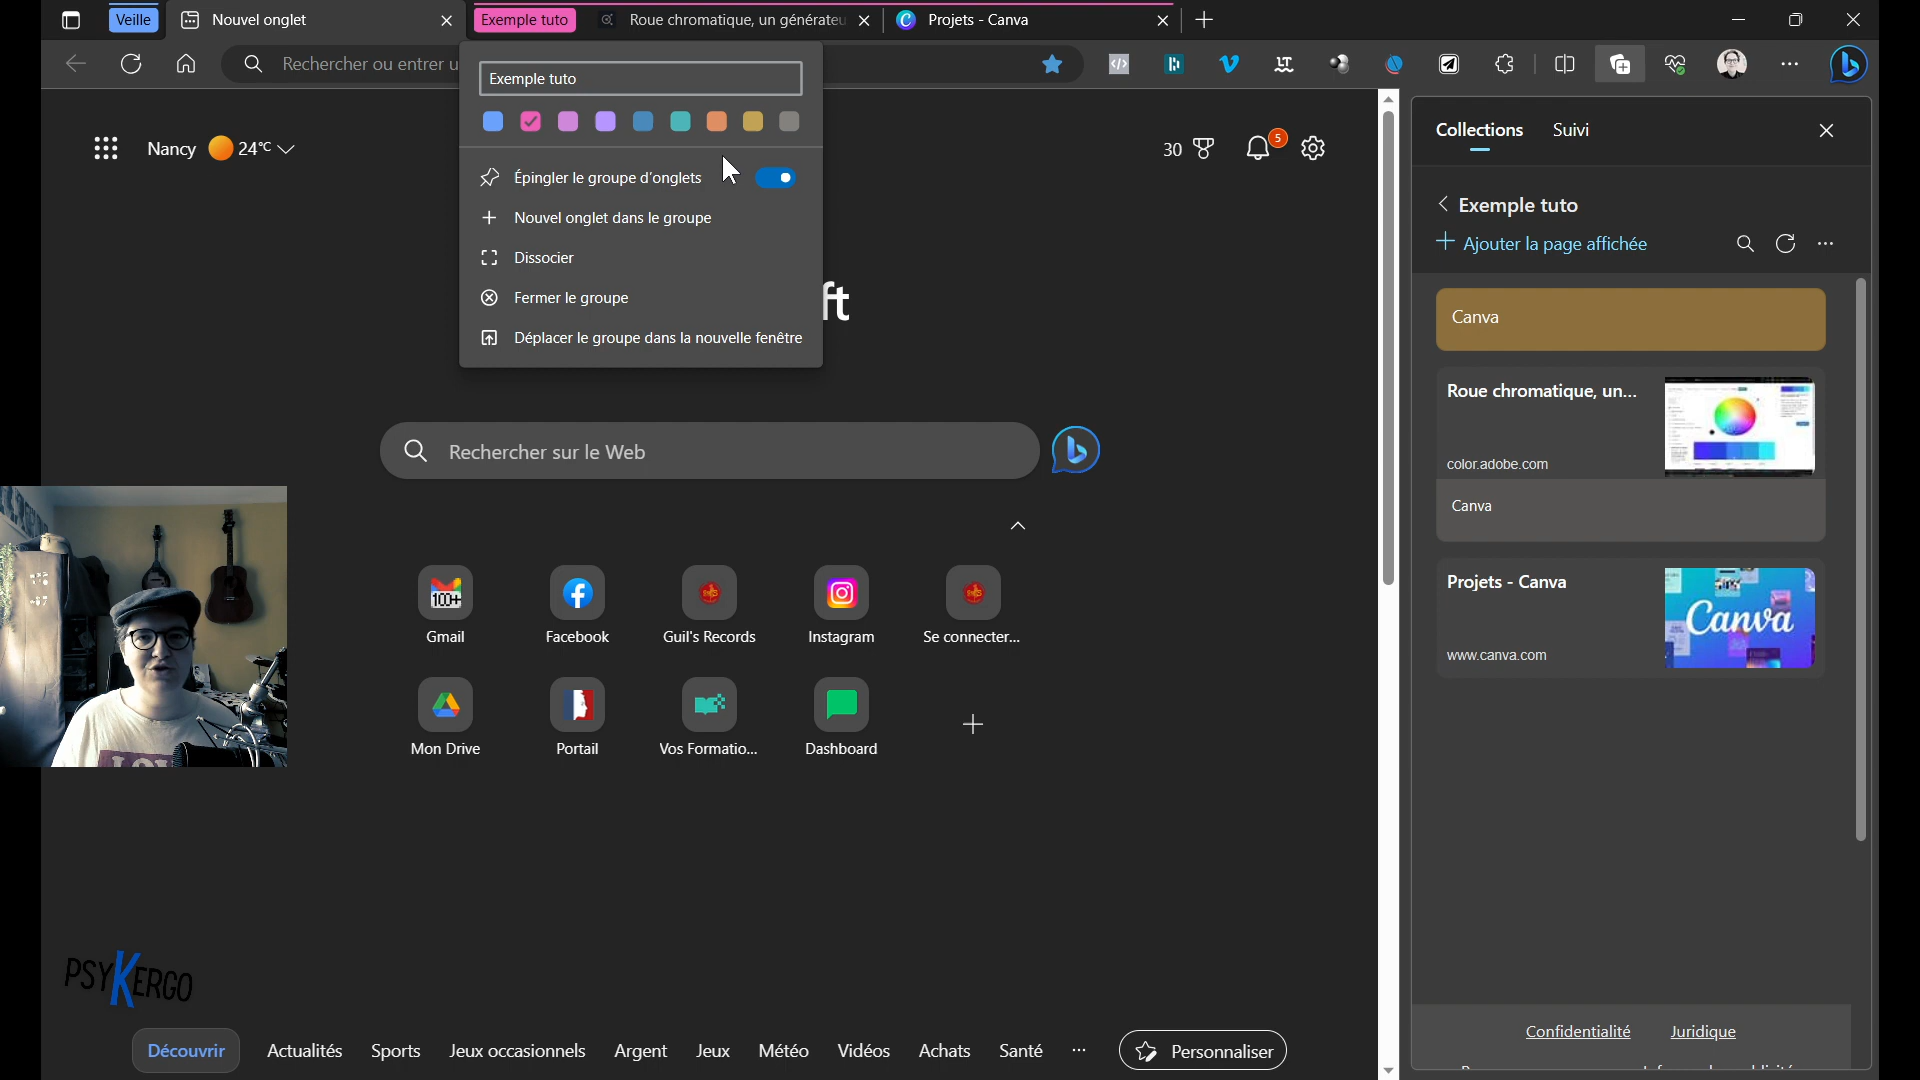 Veille
Nouvel onglet
Exemple tuto
Roue chromatique, un générateu
Projets - Canva
Rechercher ou entrer u
Exemple tuto
Épingler le groupe d'onglets
Nouvel onglet dans le groupe
Dissocier
Fermer le groupe
Déplacer le groupe dans la nouvelle fenêtre
Nancy 24°C
30
5
ft
Rechercher sur le Web
100+
Gmail
Facebook
Guil's Records
Instagram
Se connecter...
Mon Drive
Portail
Vos Formatio...
Dashboard
PSYKERGO
Découvrir
Actualités
Sports
Jeux occasionnels
Argent
Jeux
Météo
Vidéos
Achats
Santé
Personnaliser
Collections
Suivi
Exemple tuto
Ajouter la page affichée
Canva
Roue chromatique, un...
color.adobe.com
Canva
Projets - Canva
www.canva.com
Canva
Confidentialité
Juridique